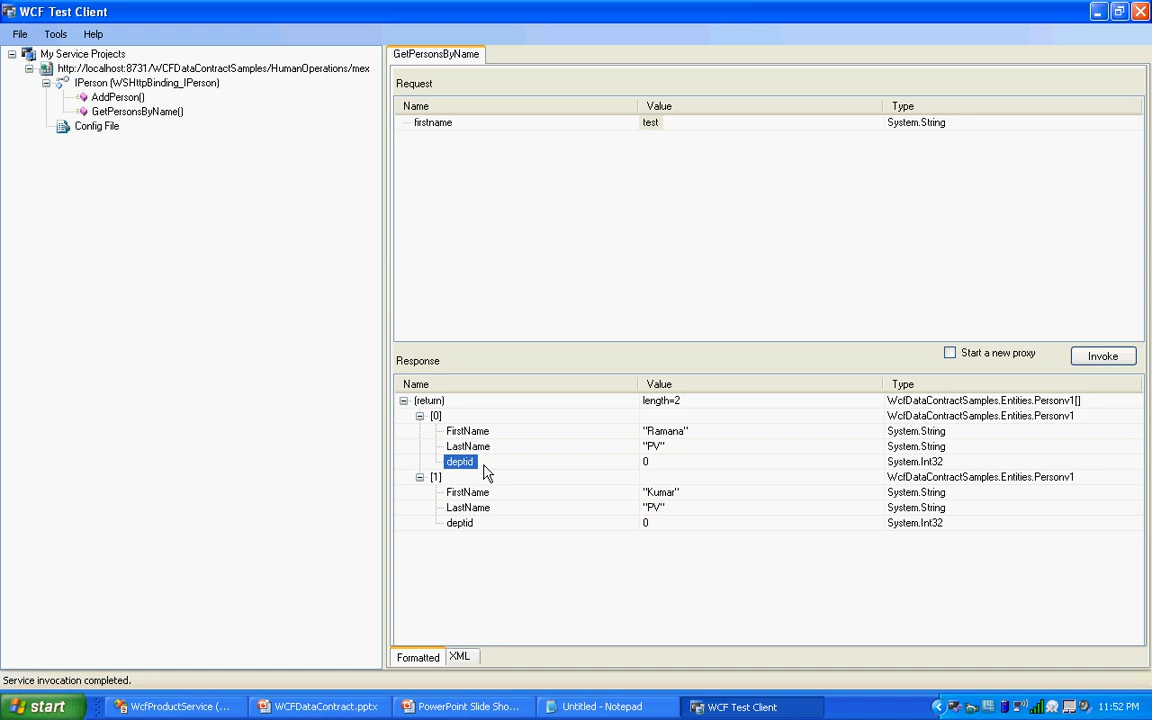 WCF Test Client
File Tools Help
My Service Projects
http://localhost:8731/WCFDataContractSamples/HumanOperations/mex
IPerson (WSHttpBinding_IPerson)
AddPerson()
GetPersonsByName()
Config File
GetPersonsByName
Request
Name Value Type
firstname test System.String
Start a new proxy Invoke
Response
Name Value Type
(return) length=2 WcfDataContractSamples.Entities.Personv1[]
[0] WcfDataContractSamples.Entities.Personv1
FirstName "Ramana" System.String
LastName "PV" System.String
deptid 0 System.Int32
[1] WcfDataContractSamples.Entities.Personv1
FirstName "Kumar" System.String
LastName "PV" System.String
deptid 0 System.Int32
Formatted XML
Service invocation completed.
start WcfProductService (... WCFDataContract.pptx PowerPoint Slide Sho... Untitled - Notepad WCF Test Client 11:52 PM